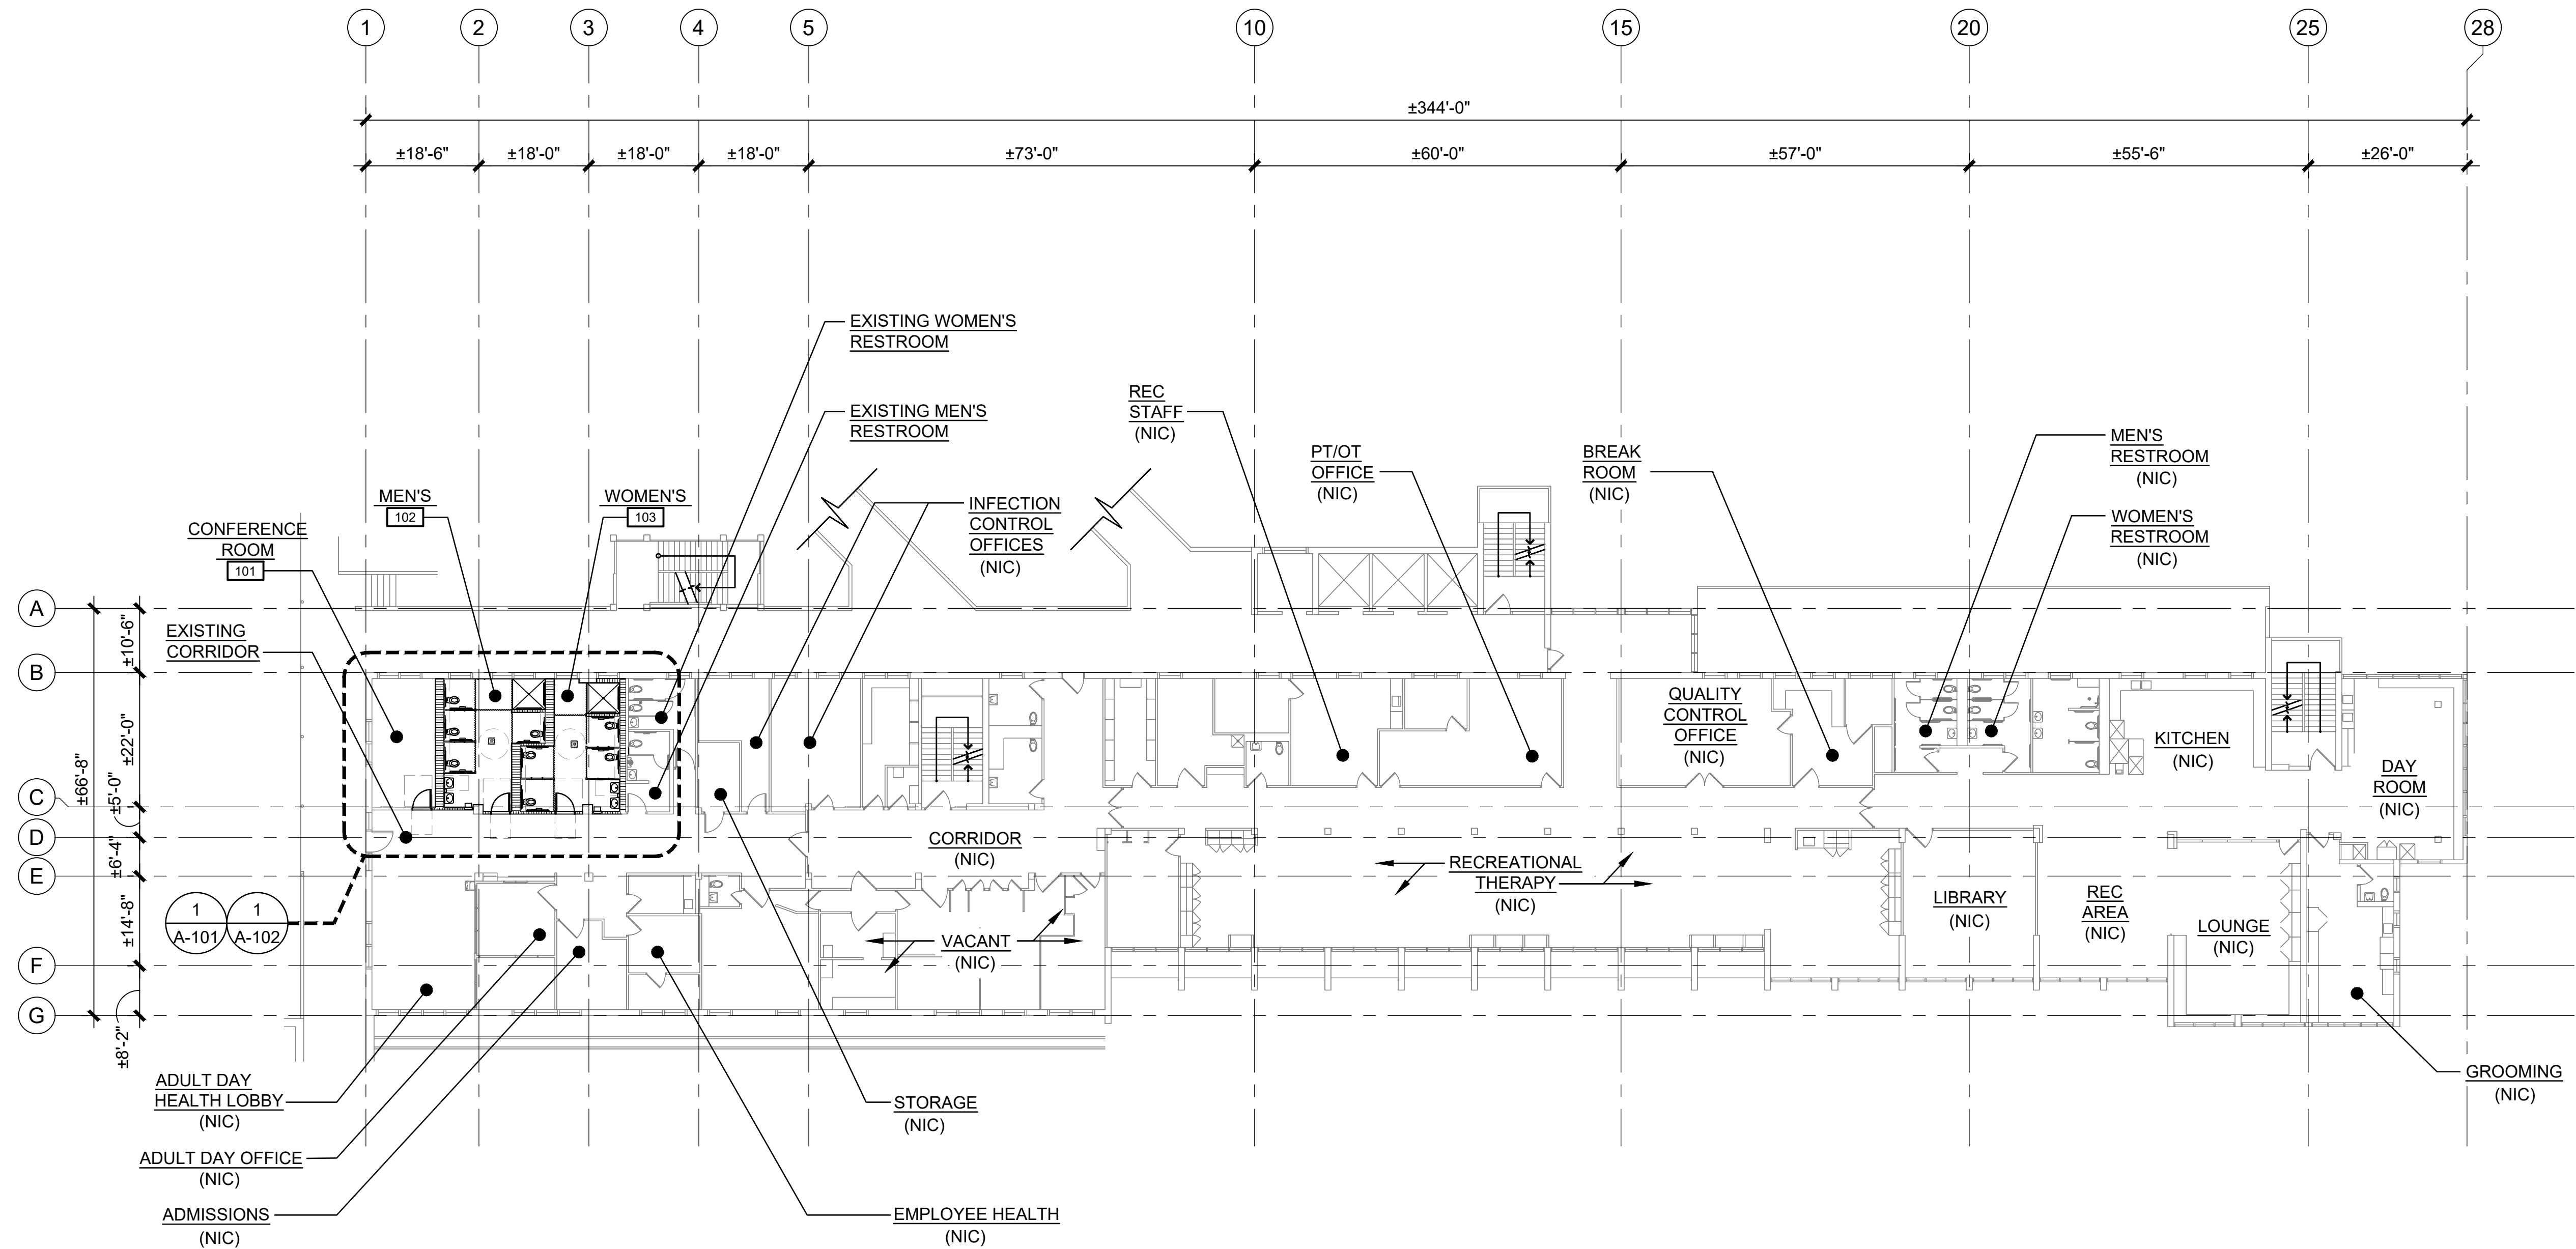 1
2
3
4
5
10
15
20
25
28
±344'-0"
±18'-6"
±18'-0"
±18'-0"
±18'-0"
±73'-0"
±60'-0"
±57'-0"
±55'-6"
±26'-0"
EXISTING WOMEN'S
RESTROOM
EXISTING MEN'S
RESTROOM
REC
STAFF
(NIC)
PT/OT
OFFICE
(NIC)
BREAK
ROOM
(NIC)
MEN'S
RESTROOM
(NIC)
WOMEN'S
RESTROOM
(NIC)
MEN'S
102
WOMEN'S
103
INFECTION
CONTROL
OFFICES
(NIC)
CONFERENCE
ROOM
101
EXISTING
CORRIDOR
A
B
C
D
E
F
G
±66'-8"
±10'-6"
±22'-0"
±5'-0"
±6'-4"
±14'-8"
±8'-2"
QUALITY
CONTROL
OFFICE
(NIC)
KITCHEN
(NIC)
DAY
ROOM
(NIC)
CORRIDOR
(NIC)
RECREATIONAL
THERAPY
(NIC)
LIBRARY
(NIC)
REC
AREA
(NIC)
LOUNGE
(NIC)
VACANT
(NIC)
1
A-101
1
A-102
ADULT DAY
HEALTH LOBBY
(NIC)
STORAGE
(NIC)
GROOMING
(NIC)
ADULT DAY OFFICE
(NIC)
ADMISSIONS
(NIC)
EMPLOYEE HEALTH
(NIC)